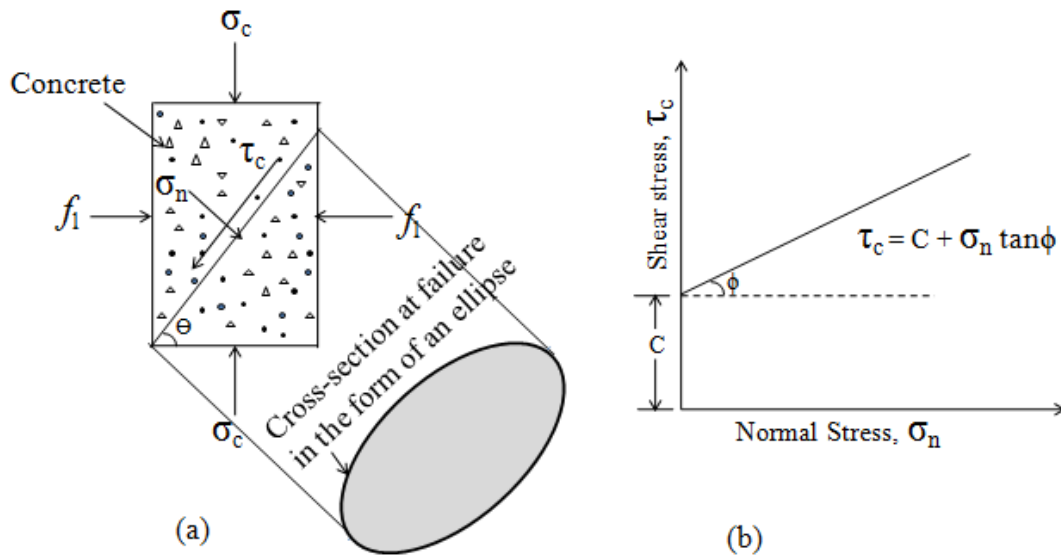 σc
Concrete
τc
σn
f1
f1
θ
σc
Cross-section at failure
in the form of an ellipse
(a)
Shear stress, τc
τc = C + σn tanϕ
ϕ
C
Normal Stress, σn
(b)